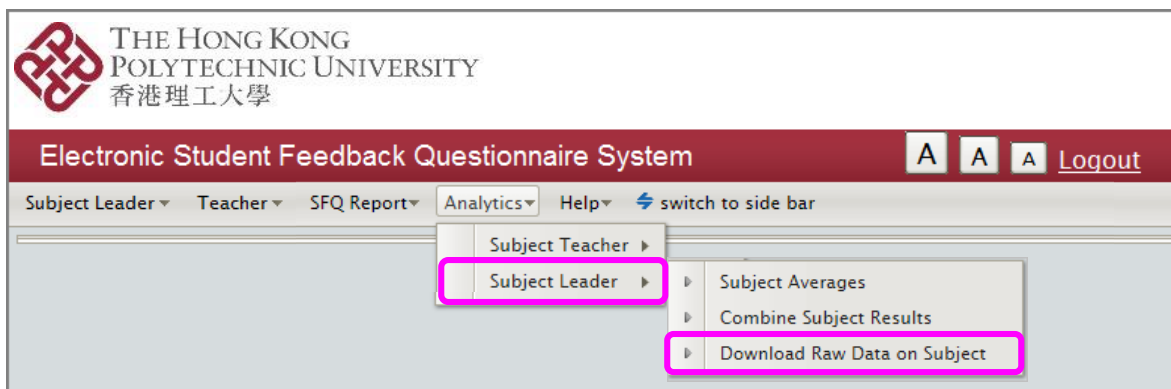 THE HONG KONG
POLYTECHNIC UNIVERSITY
香港理工大學
Electronic Student Feedback Questionnaire System
A A A Logout
Subject Leader Teacher SFQ Report Analytics Help switch to side bar
Subject Teacher
Subject Leader
Subject Averages
Combine Subject Results
Download Raw Data on Subject